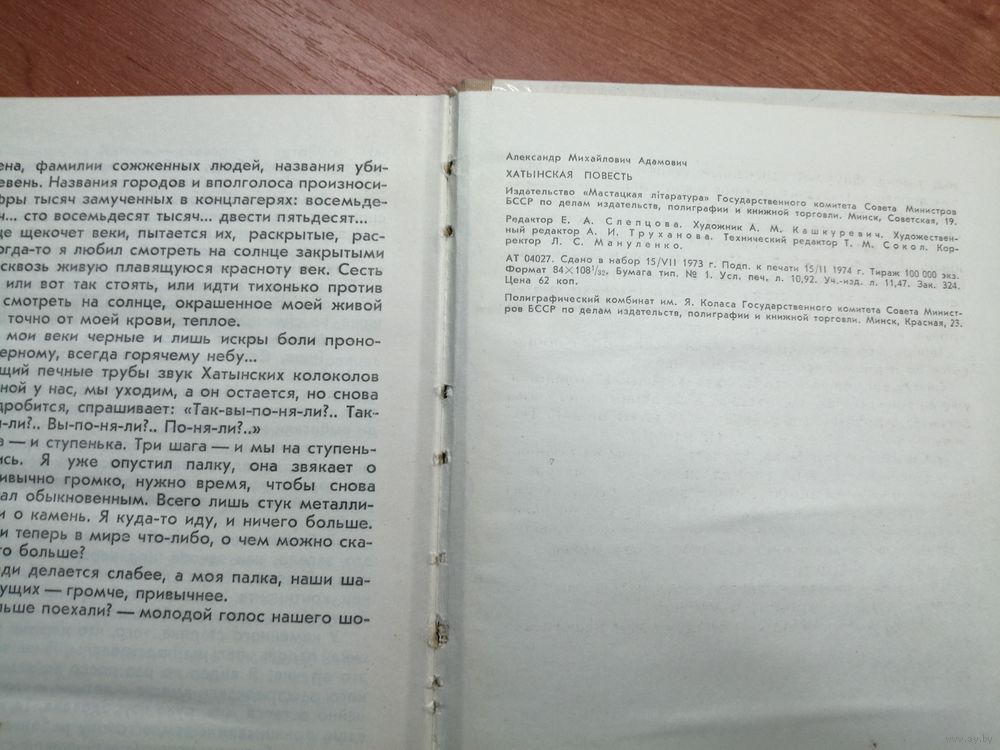 ена, фамилии сожженных людей, названия уби-
евень. Названия городов и вполголоса произноси-
фры тысяч замученных в концлагерях: восемьде-
ч... сто восемьдесят тысяч... двести пятьдесят...
це щекочет веки, пытается их, раскрытые, рас-
огда-то я любил смотреть на солнце закрытыми
сквозь живую плавящуюся красноту век. Сесть
или вот так стоять, или идти тихонько против
смотреть на солнце, окрашенное моей живой
точно от моей крови, теплое.
мои веки черные и лишь искры боли проно-
ерному, всегда горячему небу...
ющий печные трубы звук Хатынских колоколов
ной у нас, мы уходим, а он остается, но снова
дробится, спрашивает: «Так-вы-по-ня-ли?.. Так-
я-ли?.. Вы-по-ня-ли?.. По-ня-ли?..»
а — и ступенька. Три шага — и мы на ступень-
ись. Я уже опустил палку, она звякает о
ивычно громко, нужно время, чтобы снова
ал обыкновенным. Всего лишь стук металли-
и о камень. Я куда-то иду, и ничего больше.
и теперь в мире что-либо, о чем можно ска-
го больше?
ди делается слабее, а моя палка, наши ша-
ущих — громче, привычнее.
льше поехали? — молодой голос нашего шо-
Александр Михайлович Адамович
ХАТЫНСКАЯ ПОВЕСТЬ
Издательство «Мастацкая літаратура» Государственного комитета Совета Министров
БССР по делам издательств, полиграфии и книжной торговли. Минск, Советская, 19.
Редактор Е. А. Слепцова. Художник А. М. Кашкуревич. Художествен-
ный редактор А. И. Труханова. Технический редактор Т. М. Сокол. Кор-
ректор Л. С. Мануленко.
АТ 04027. Сдано в набор 15/VII 1973 г. Подп. к печати 15/II 1974 г. Тираж 100 000 экз.
Формат 84×108¹/₃₂. Бумага тип. № 1. Усл. печ. л. 10,92. Уч.-изд. л. 11,47. Зак. 324.
Цена 62 коп.
Полиграфический комбинат им. Я. Коласа Государственного комитета Совета Минист-
ров БССР по делам издательств, полиграфии и книжной торговли. Минск, Красная, 23.
www.ay.by